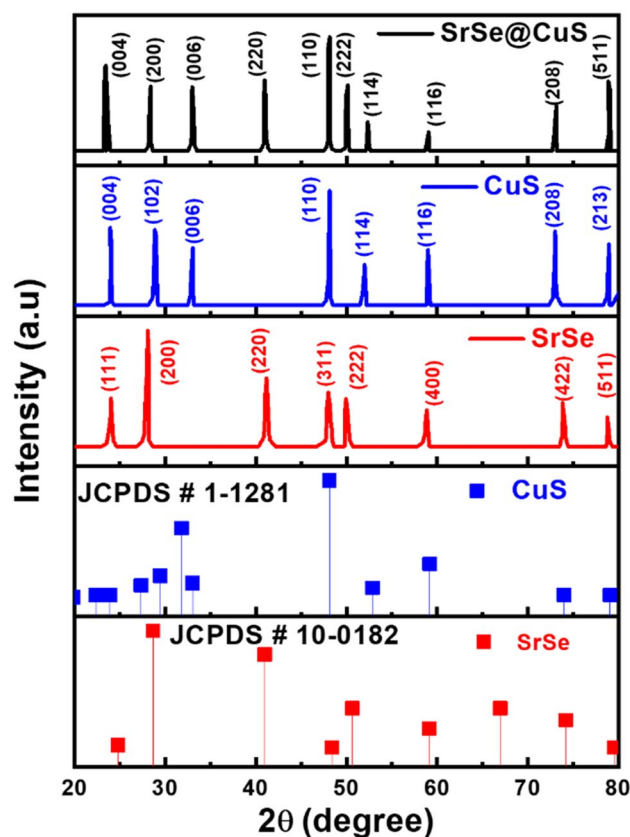 SrSe@CuS
(004)
(200)
(006)
(220)
(110)
(222)
(114)
(116)
(208)
(511)
CuS
(004)
(102)
(006)
(110)
(114)
(116)
(208)
(213)
SrSe
(111)
(200)
(220)
(311)
(222)
(400)
(422)
(511)
JCPDS # 1-1281
CuS
JCPDS # 10-0182
SrSe
Intensity (a.u)
20 30 40 50 60 70 80
2θ (degree)